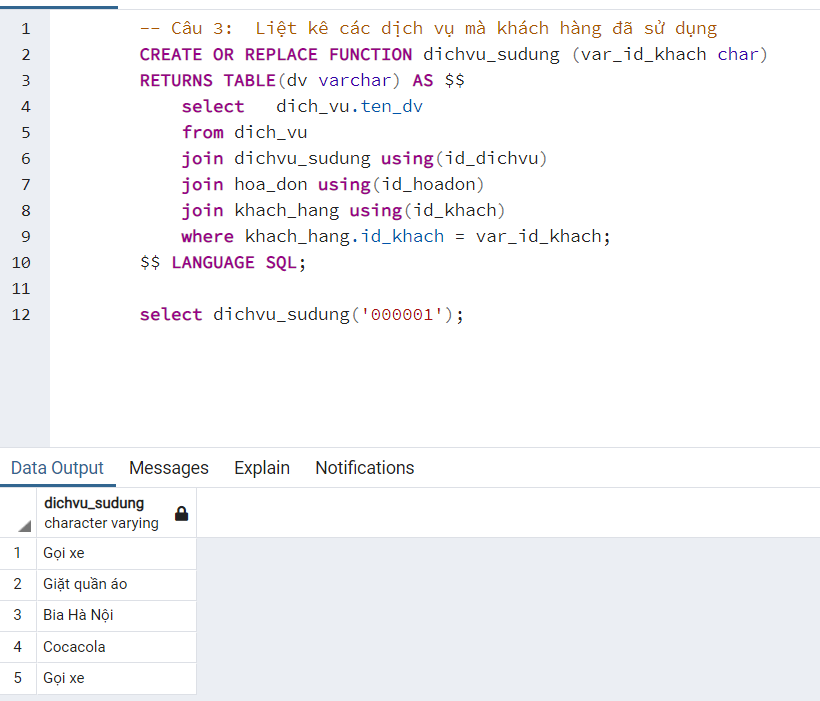 1 -- Câu 3:  Liệt kê các dịch vụ mà khách hàng đã sử dụng
2 CREATE OR REPLACE FUNCTION dichvu_sudung (var_id_khach char)
3 RETURNS TABLE(dv varchar) AS $$
4     select   dich_vu.ten_dv
5     from dich_vu
6     join dichvu_sudung using(id_dichvu)
7     join hoa_don using(id_hoadon)
8     join khach_hang using(id_khach)
9     where khach_hang.id_khach = var_id_khach;
10 $$ LANGUAGE SQL;
11
12 select dichvu_sudung('000001');
Data Output Messages Explain Notifications
dichvu_sudung
character varying
1 Gọi xe
2 Giặt quần áo
3 Bia Hà Nội
4 Cocacola
5 Gọi xe